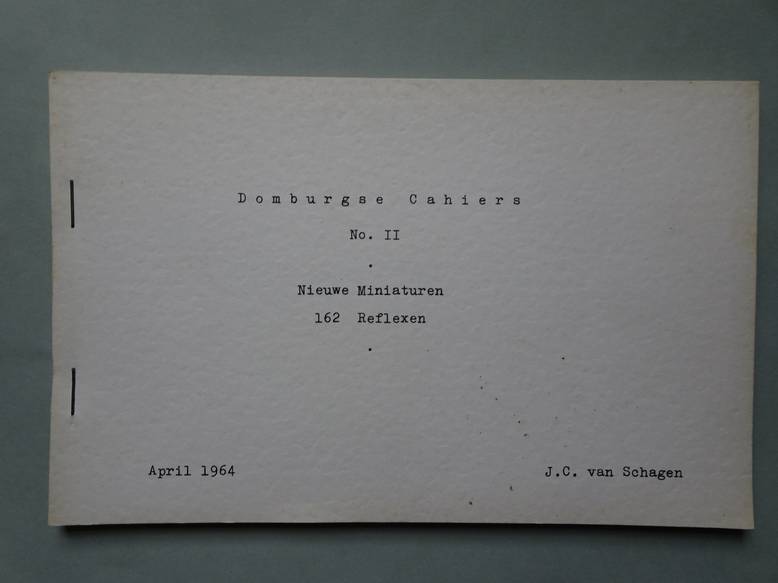 Domburgse Cahiers
No. II
.
Nieuwe Miniaturen
162 Reflexen
.
April 1964
J.C. van Schagen